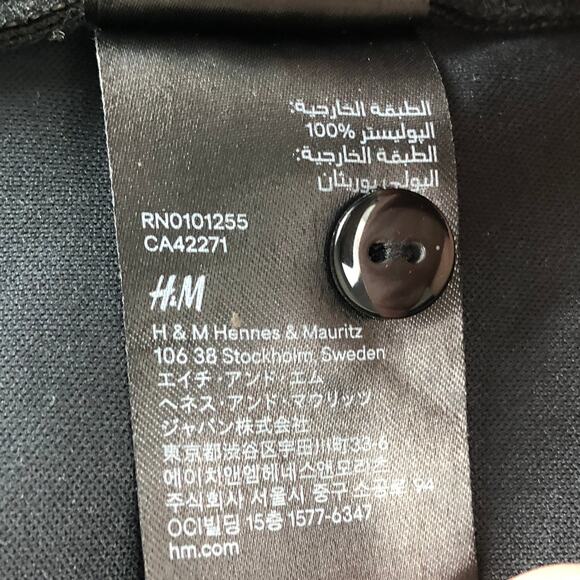 الطبقة الخارجية:
البوليستر %100
الطبقة الخارجية:
البولي يوريثان
RN0101255
CA42271
H&M
H & M Hennes & Mauritz
106 38 Stockholm, Sweden
エイチ・アンド・エム
ヘネス・アンド・マウリッツ
ジャパン株式会社
東京都渋谷区宇田川町33-6
에이치앤엠헤네스앤모리츠
주식회사 서울시 중구 소공로 94
OCI빌딩 15층 1577-6347
hm.com